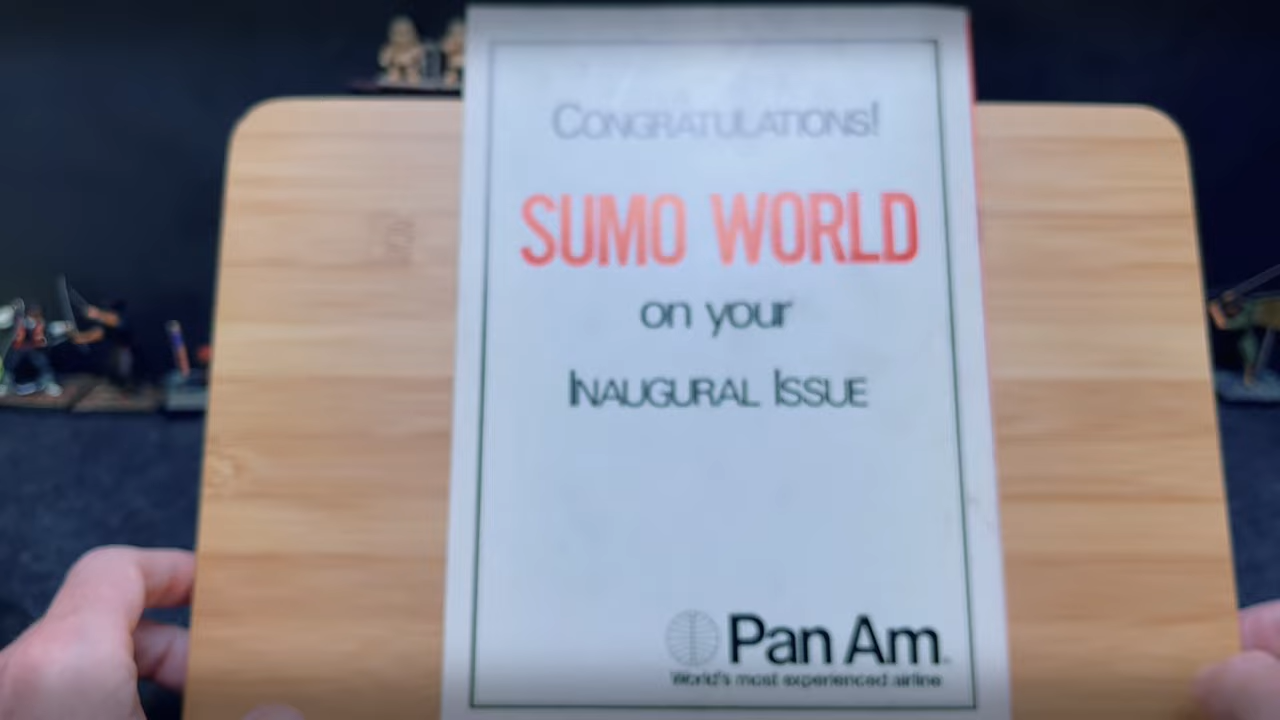 CONGRATULATIONS!
SUMO WORLD
on your
INAUGURAL ISSUE
Pan Am
World's most experienced airline